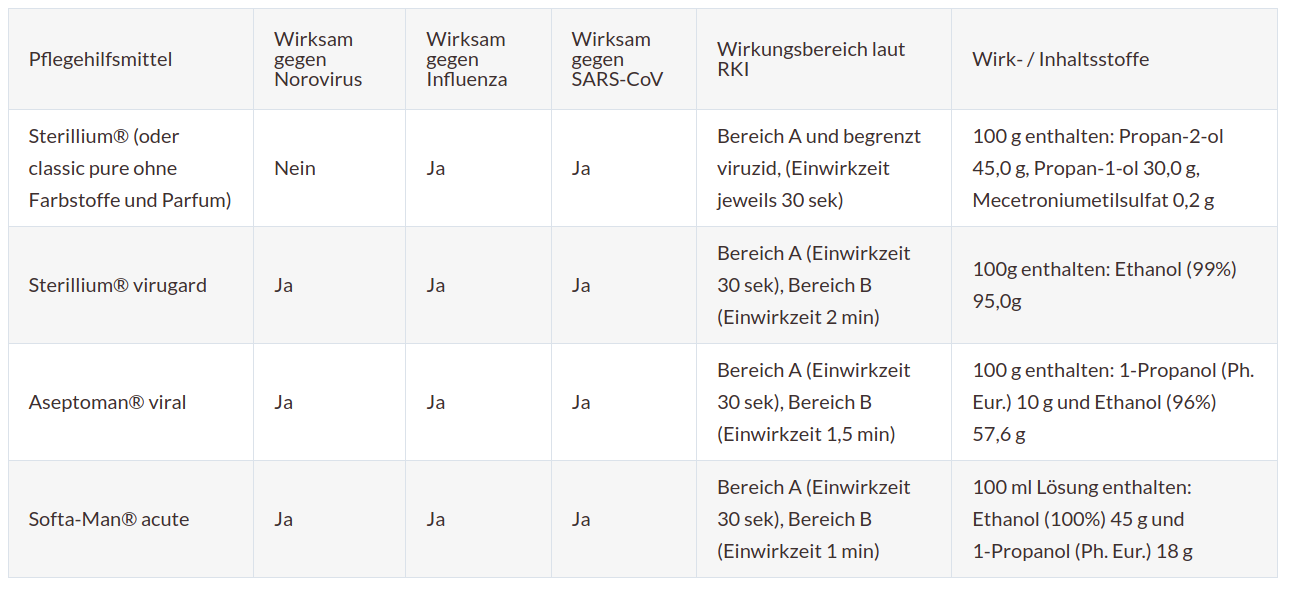 Pflegehilfsmittel
Wirksam
gegen
Norovirus
Wirksam
gegen
Influenza
Wirksam
gegen
SARS-CoV
Wirkungsbereich laut
RKI
Wirk- / Inhaltsstoffe
Sterillium® (oder
classic pure ohne
Farbstoffe und Parfum)
Nein
Ja
Ja
Bereich A und begrenzt
viruzid, (Einwirkzeit
jeweils 30 sek)
100 g enthalten: Propan-2-ol
45,0 g, Propan-1-ol 30,0 g,
Mecetroniumetilsulfat 0,2 g
Sterillium® virugard
Ja
Ja
Ja
Bereich A (Einwirkzeit
30 sek), Bereich B
(Einwirkzeit 2 min)
100g enthalten: Ethanol (99%)
95,0g
Aseptoman® viral
Ja
Ja
Ja
Bereich A (Einwirkzeit
30 sek), Bereich B
(Einwirkzeit 1,5 min)
100 g enthalten: 1-Propanol (Ph.
Eur.) 10 g und Ethanol (96%)
57,6 g
Softa-Man® acute
Ja
Ja
Ja
Bereich A (Einwirkzeit
30 sek), Bereich B
(Einwirkzeit 1 min)
100 ml Lösung enthalten:
Ethanol (100%) 45 g und
1-Propanol (Ph. Eur.) 18 g